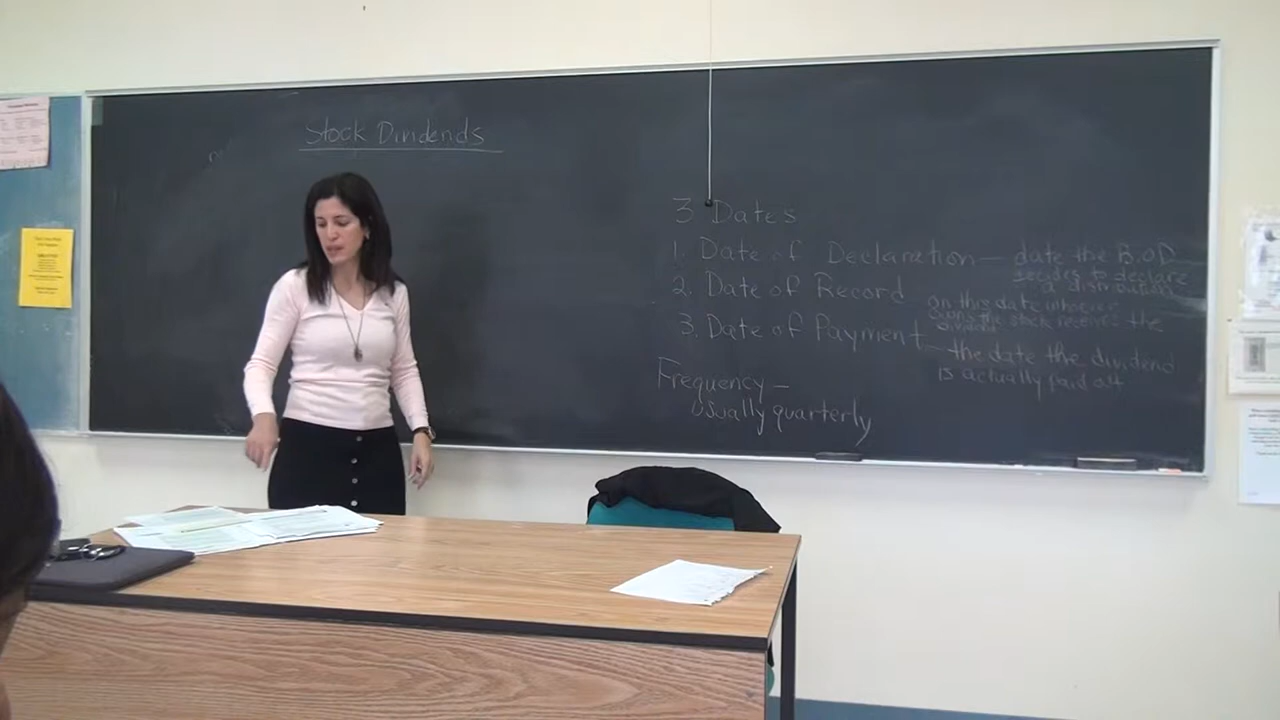 Stock Dividends
3 Dates
1. Date of Declaration — date the B.O.D
decides to declare
a distribution
2. Date of Record
on this date whoever
owns the stock receives the
dividend
3. Date of Payment — the date the dividend
is actually paid out
Frequency —
Usually quarterly